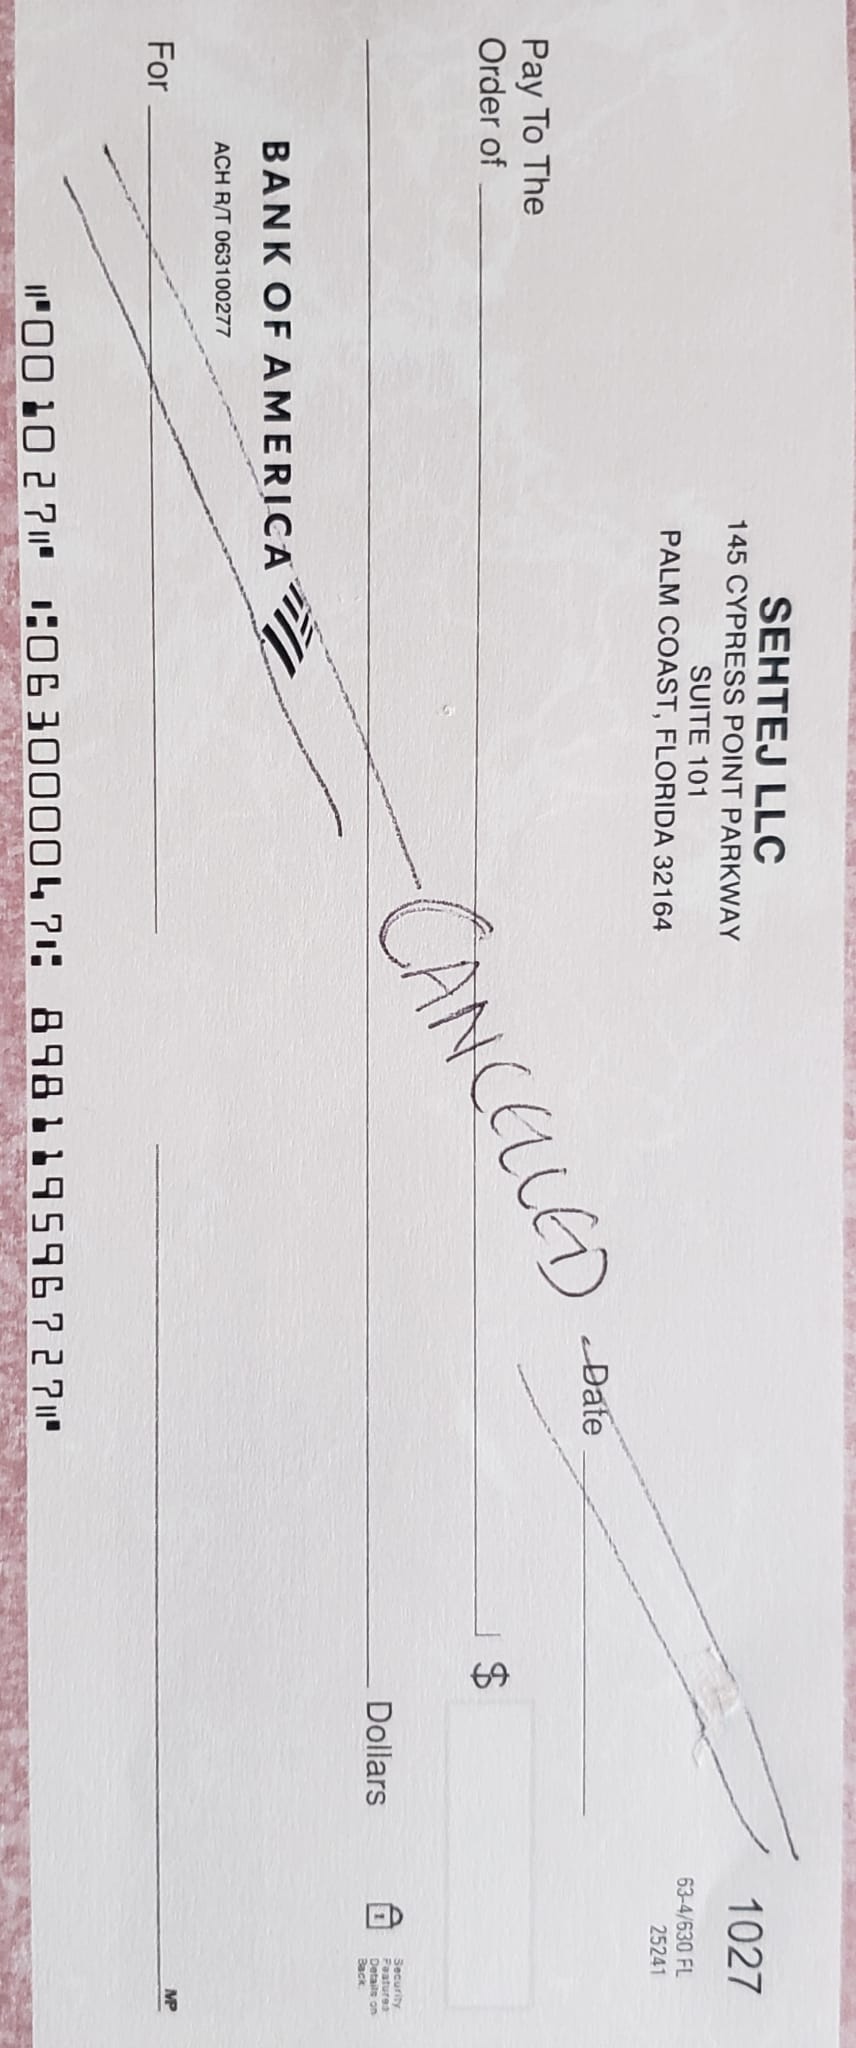 SEHTEJ LLC
145 CYPRESS POINT PARKWAY
SUITE 101
PALM COAST, FLORIDA 32164
1027
63-4/630 FL
25241
Date
CANCELLED
Pay To The
Order of
$
Dollars
Security
Features
Details on
Back.
BANK OF AMERICA
ACH R/T 063100277
For
MP
⑈001027⑈ ⑆063000047⑆ 898119596727⑈